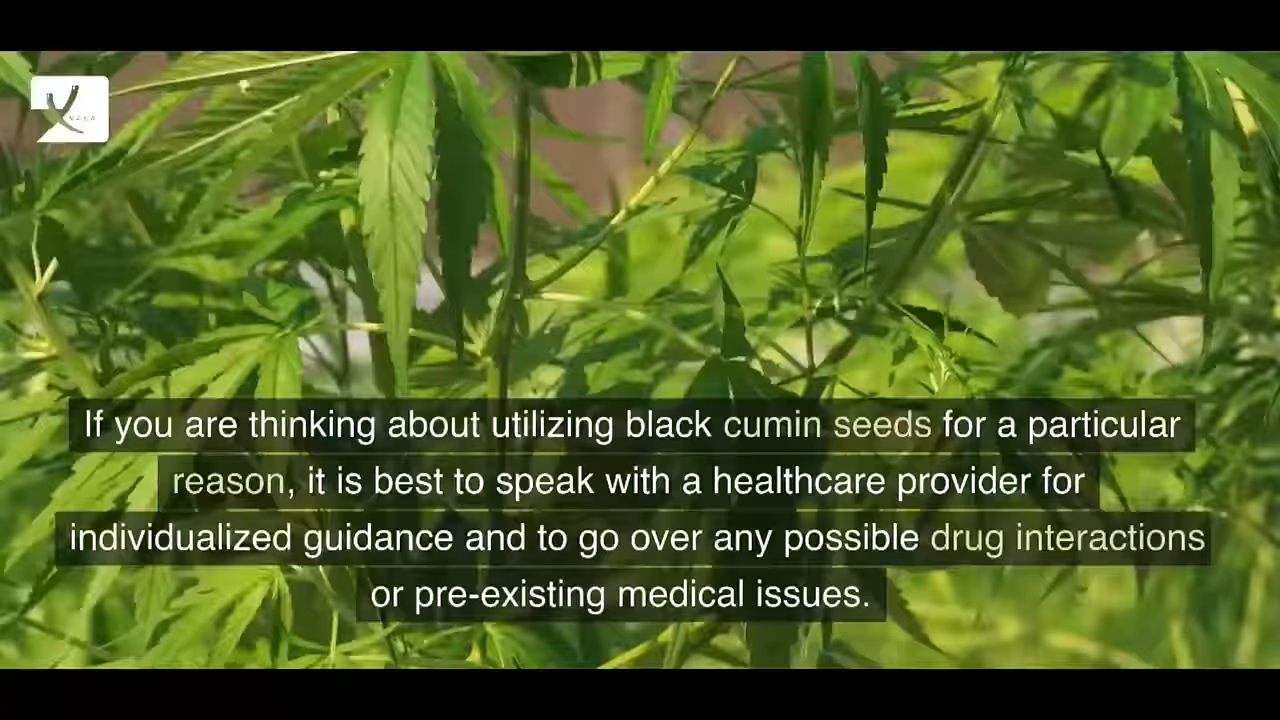 If you are thinking about utilizing black cumin seeds for a particular
reason, it is best to speak with a healthcare provider for
individualized guidance and to go over any possible drug interactions
or pre-existing medical issues.